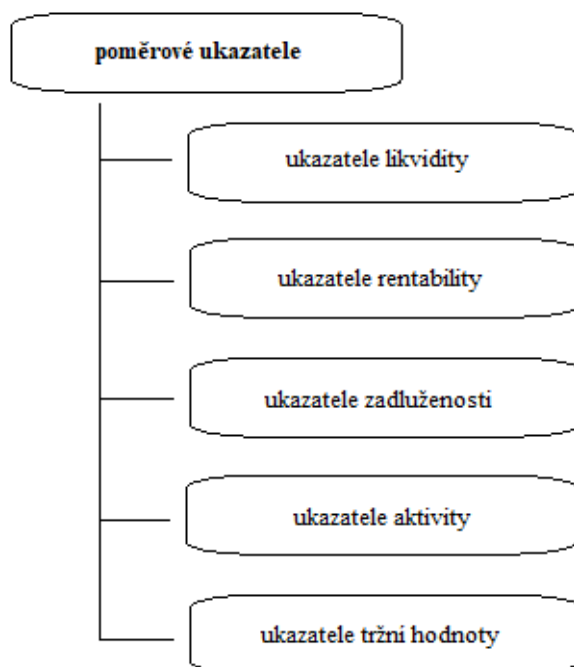 poměrové ukazatele
ukazatele likvidity
ukazatele rentability
ukazatele zadluženosti
ukazatele aktivity
ukazatele tržní hodnoty